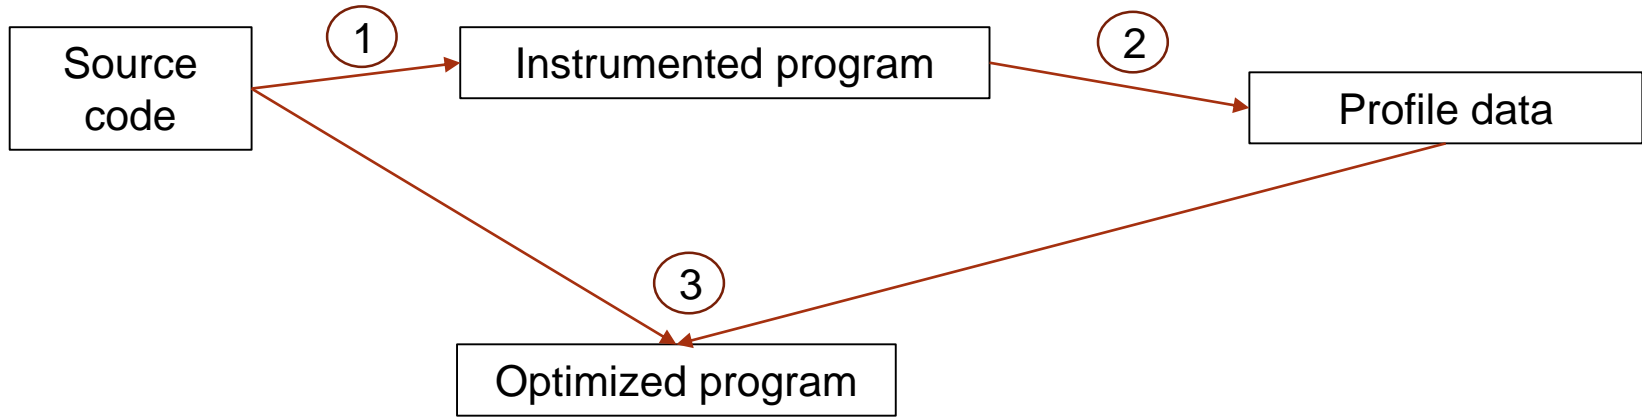 1
2
Source
code
Instrumented program
Profile data
3
Optimized program